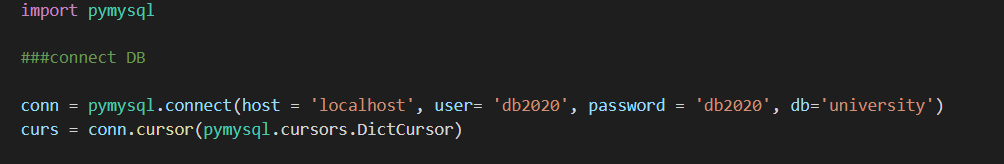 import pymysql
###connect DB
conn = pymysql.connect(host = 'localhost', user= 'db2020', password = 'db2020', db='university')
curs = conn.cursor(pymysql.cursors.DictCursor)